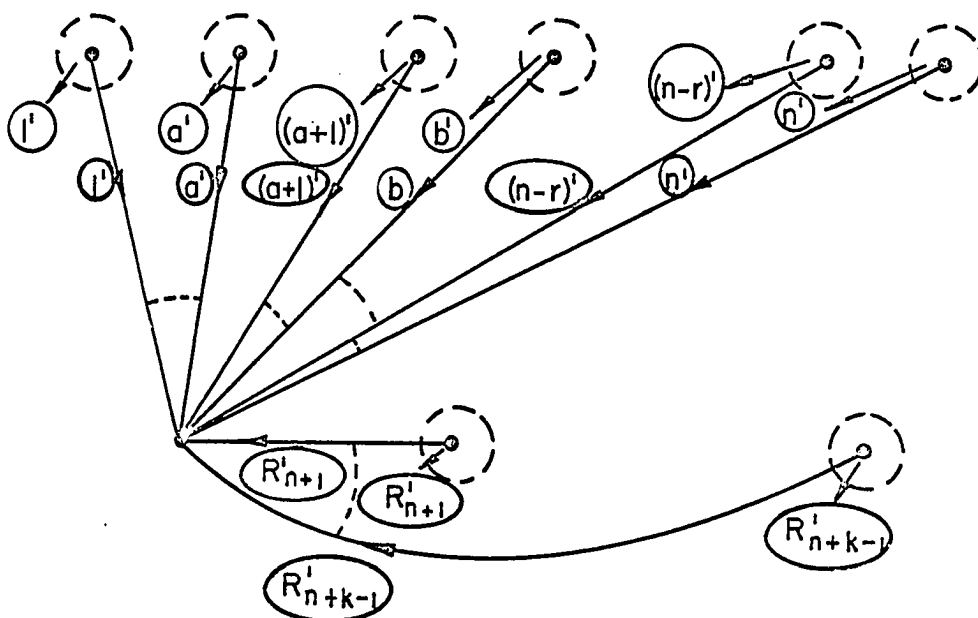 1'
a'
(a+1)'
b'
(n-r)'
n'
1'
a'
(a+1)'
b
(n-r)'
n'
R'n+1
R'n+1
R'n+k-1
R'n+k-1